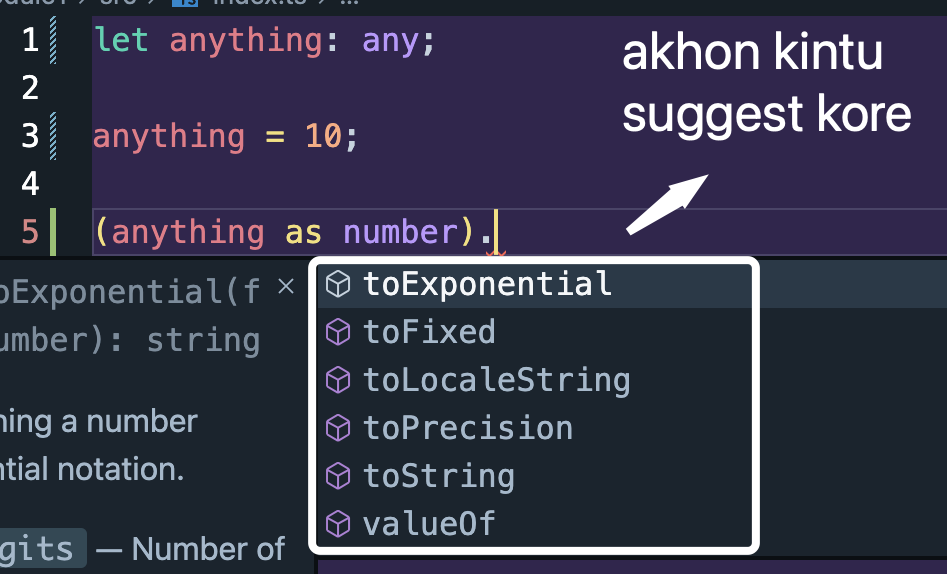 src > TS index.ts > ...
1 let anything: any;
2
3 anything = 10;
4
5 (anything as number).
akhon kintu
suggest kore
toExponential
toFixed
toLocaleString
toPrecision
toString
valueOf
oExponential(f ×
umber): string
ning a number
ntial notation.
gits — Number of